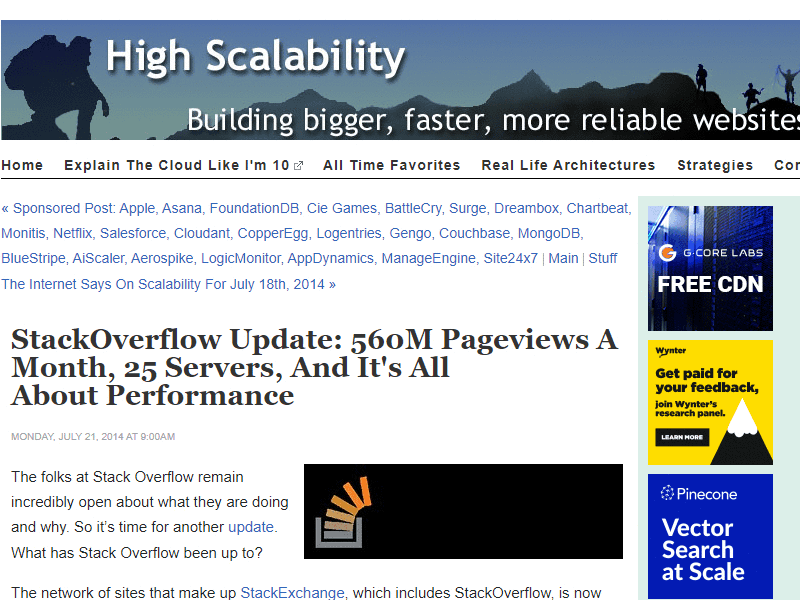 High Scalability
Building bigger, faster, more reliable websites
Home Explain The Cloud Like I'm 10 All Time Favorites Real Life Architectures Strategies
« Sponsored Post: Apple, Asana, FoundationDB, Cie Games, BattleCry, Surge, Dreambox, Chartbeat,
Monitis, Netflix, Salesforce, Cloudant, CopperEgg, Logentries, Gengo, Couchbase, MongoDB,
BlueStripe, AiScaler, Aerospike, LogicMonitor, AppDynamics, ManageEngine, Site24x7 | Main | Stuff
The Internet Says On Scalability For July 18th, 2014 »
StackOverflow Update: 560M Pageviews A
Month, 25 Servers, And It's All
About Performance
MONDAY, JULY 21, 2014 AT 9:00AM
The folks at Stack Overflow remain
incredibly open about what they are doing
and why. So it's time for another update.
What has Stack Overflow been up to?
The network of sites that make up StackExchange, which includes StackOverflow, is now
G-CORE LABS
FREE CDN
Wynter
Get paid for
your feedback,
join Wynter's
research panel.
LEARN MORE
Pinecone
Vector
Search
at Scale